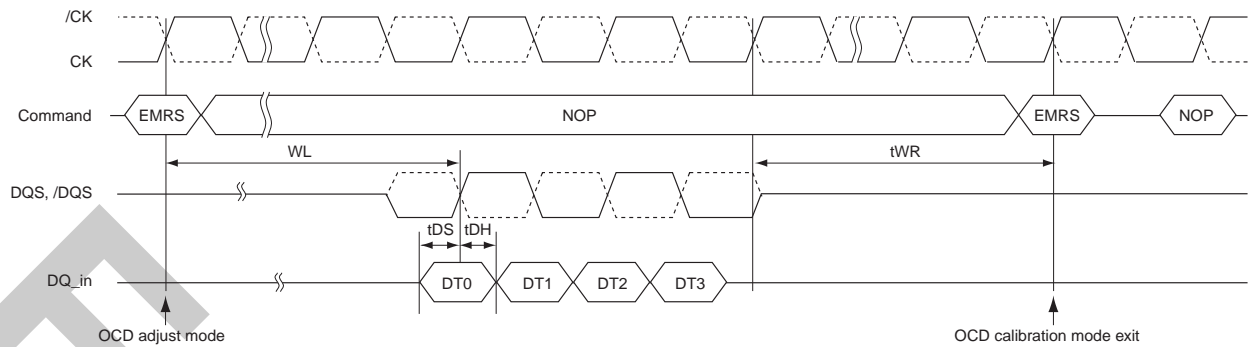 /CK
CK
Command EMRS NOP EMRS NOP
WL tWR
DQS, /DQS
tDS tDH
DQ_in DT0 DT1 DT2 DT3
OCD adjust mode OCD calibration mode exit